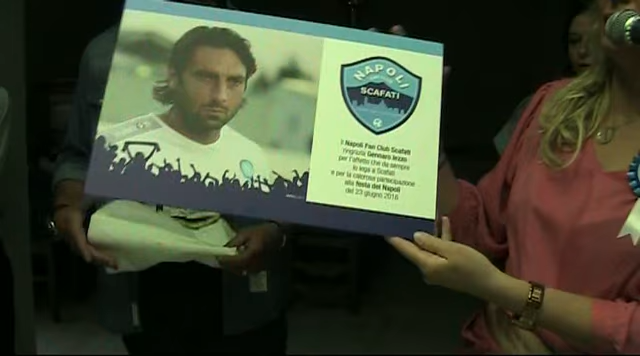 NAPOLI
SCAFATI
Il Napoli Fan Club Scafati
ringrazia Gennaro Iezzo
per l'affetto che da sempre
lo lega a Scafati
e per la calorosa partecipazione
alla festa del Napoli
del 23 giugno 2016